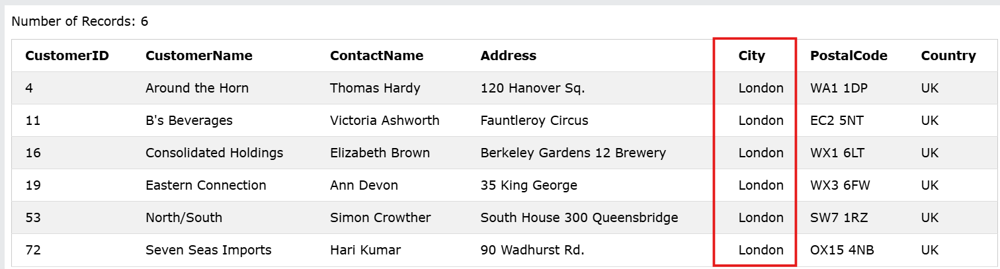 Number of Records: 6
CustomerID CustomerName ContactName Address City PostalCode Country
4 Around the Horn Thomas Hardy 120 Hanover Sq. London WA1 1DP UK
11 B's Beverages Victoria Ashworth Fauntleroy Circus London EC2 5NT UK
16 Consolidated Holdings Elizabeth Brown Berkeley Gardens 12 Brewery London WX1 6LT UK
19 Eastern Connection Ann Devon 35 King George London WX3 6FW UK
53 North/South Simon Crowther South House 300 Queensbridge London SW7 1RZ UK
72 Seven Seas Imports Hari Kumar 90 Wadhurst Rd. London OX15 4NB UK